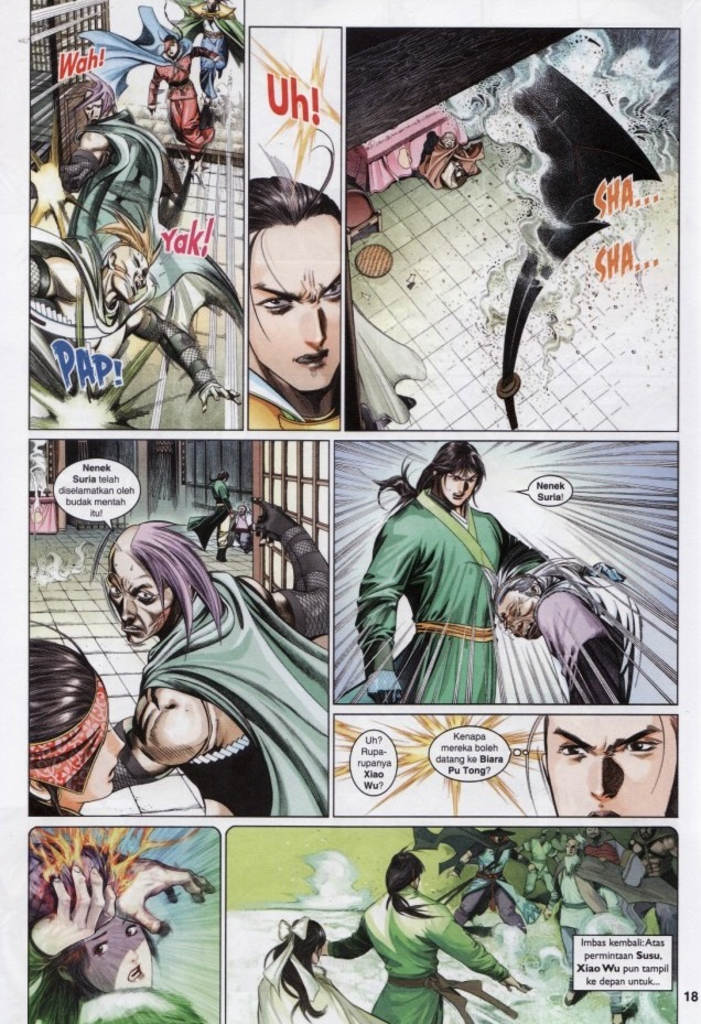 Wah!
Yak!
PAP!
Uh!
SHA...
SHA...
Nenek
Suria telah
diselamatkan oleh
budak mentah
itu!
Nenek
Suria!
Uh?
Rupa-
rupanya
Xiao
Wu?
Kenapa
mereka boleh
datang ke Biara
Pu Tong?
Imbas kembali: Atas
permintaan Susu,
Xiao Wu pun tampil
ke depan untuk...
18